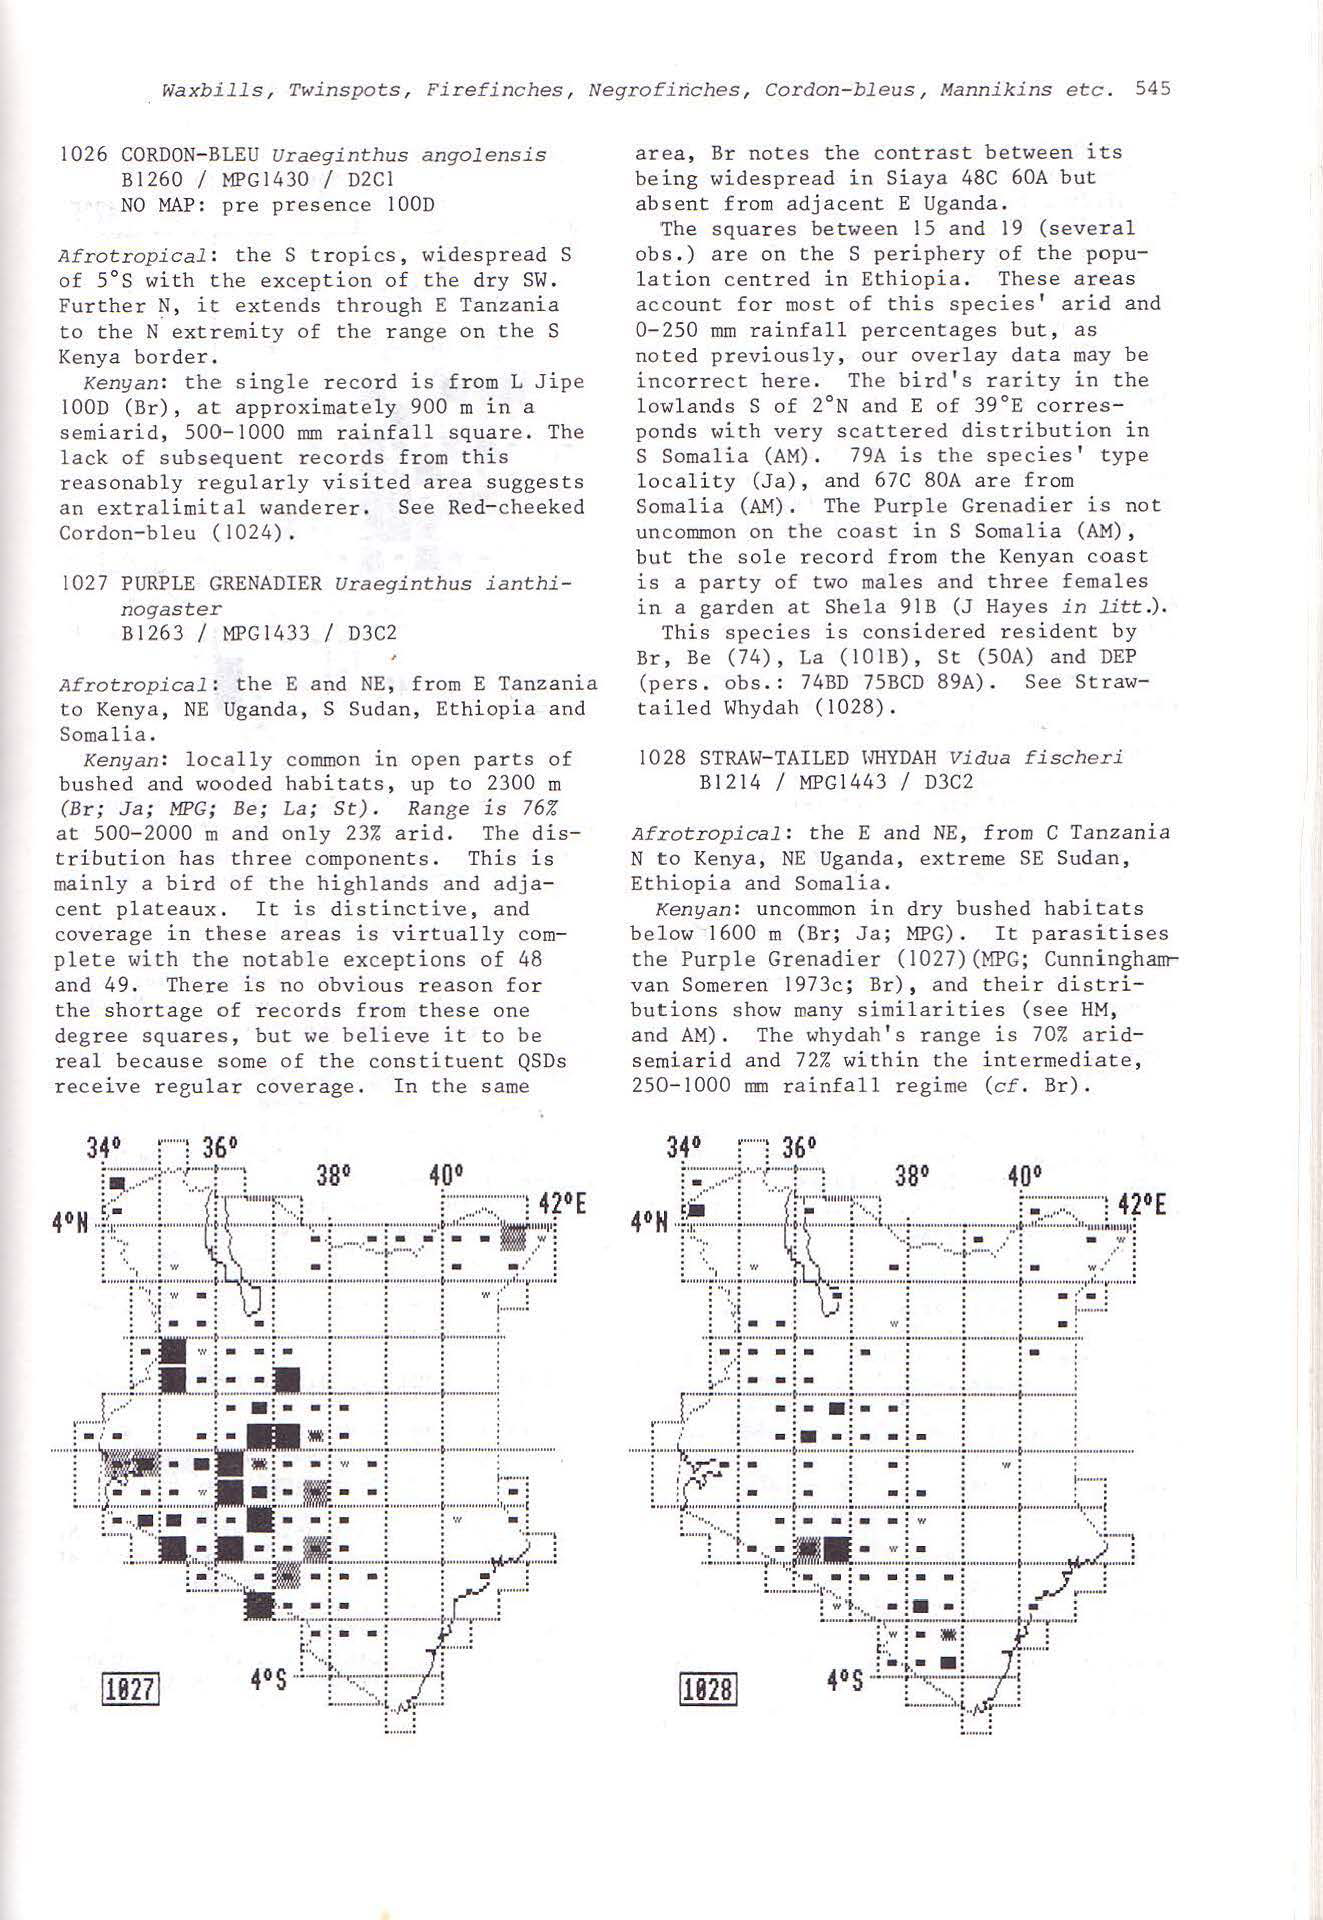 Waxbills, Twinspots, Firefinches, Negrofinches, Cordon-bleus, Mannikins etc. 545
1026 CORDON-BLEU Uraeginthus angolensis
B1260 / MPG1430 / D2C1
NO MAP: pre presence 100D
Afrotropical: the S tropics, widespread S
of 5°S with the exception of the dry SW.
Further N, it extends through E Tanzania
to the N extremity of the range on the S
Kenya border.
Kenyan: the single record is from L Jipe
100D (Br), at approximately 900 m in a
semiarid, 500-1000 mm rainfall square. The
lack of subsequent records from this
reasonably regularly visited area suggests
an extralimital wanderer. See Red-cheeked
Cordon-bleu (1024).
1027 PURPLE GRENADIER Uraeginthus ianthi-
nogaster
B1263 / MPG1433 / D3C2
Afrotropical: the E and NE, from E Tanzania
to Kenya, NE Uganda, S Sudan, Ethiopia and
Somalia.
Kenyan: locally common in open parts of
bushed and wooded habitats, up to 2300 m
(Br; Ja; MPG; Be; La; St). Range is 76%
at 500-2000 m and only 23% arid. The dis-
tribution has three components. This is
mainly a bird of the highlands and adja-
cent plateaux. It is distinctive, and
coverage in these areas is virtually com-
plete with the notable exceptions of 48
and 49. There is no obvious reason for
the shortage of records from these one
degree squares, but we believe it to be
real because some of the constituent QSDs
receive regular coverage. In the same
area, Br notes the contrast between its
being widespread in Siaya 48C 60A but
absent from adjacent E Uganda.
The squares between 15 and 19 (several
obs.) are on the S periphery of the popu-
lation centred in Ethiopia. These areas
account for most of this species' arid and
0-250 mm rainfall percentages but, as
noted previously, our overlay data may be
incorrect here. The bird's rarity in the
lowlands S of 2°N and E of 39°E corres-
ponds with very scattered distribution in
S Somalia (AM). 79A is the species' type
locality (Ja), and 67C 80A are from
Somalia (AM). The Purple Grenadier is not
uncommon on the coast in S Somalia (AM),
but the sole record from the Kenyan coast
is a party of two males and three females
in a garden at Shela 91B (J Hayes in litt.).
This species is considered resident by
Br, Be (74), La (101B), St (50A) and DEP
(pers. obs.: 74BD 75BCD 89A). See Straw-
tailed Whydah (1028).
1028 STRAW-TAILED WHYDAH Vidua fischeri
B1214 / MPG1443 / D3C2
Afrotropical: the E and NE, from C Tanzania
N to Kenya, NE Uganda, extreme SE Sudan,
Ethiopia and Somalia.
Kenyan: uncommon in dry bushed habitats
below 1600 m (Br; Ja; MPG). It parasitises
the Purple Grenadier (1027)(MPG; Cunningham-
van Someren 1973c; Br), and their distri-
butions show many similarities (see HM,
and AM). The whydah's range is 70% arid-
semiarid and 72% within the intermediate,
250-1000 mm rainfall regime (cf. Br).
34° 36° 38° 40° 42°E
4°N
4°S
1027
34° 36° 38° 40° 42°E
4°N
4°S
1028